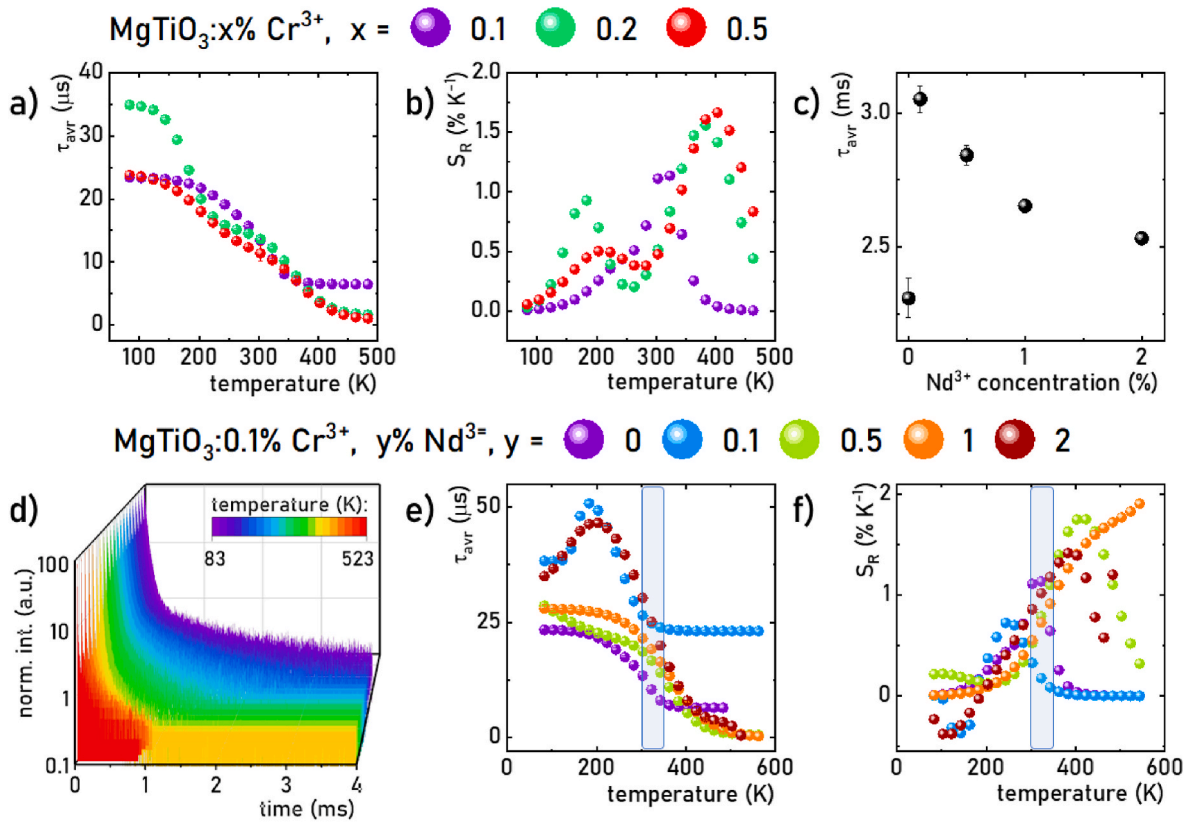 MgTiO₃:x% Cr³⁺, x = 0.1 0.2 0.5
a)
τavr (μs)
40
30
20
10
0
100 200 300 400 500
temperature (K)
b)
SR (% K⁻¹)
2.0
1.5
1.0
0.5
0.0
100 200 300 400 500
temperature (K)
c)
τavr (ms)
3.0
2.5
0 1 2
Nd³⁺ concentration (%)
MgTiO₃:0.1% Cr³⁺, y% Nd³⁼, y = 0 0.1 0.5 1 2
d)
temperature (K):
83 523
norm. int. (a.u.)
100
10
1
0.1
0 1 2 3 4
time (ms)
e)
τavr (μs)
50
25
0
0 200 400 600
temperature (K)
f)
SR (% K⁻¹)
2
1
0
0 200 400 600
temperature (K)